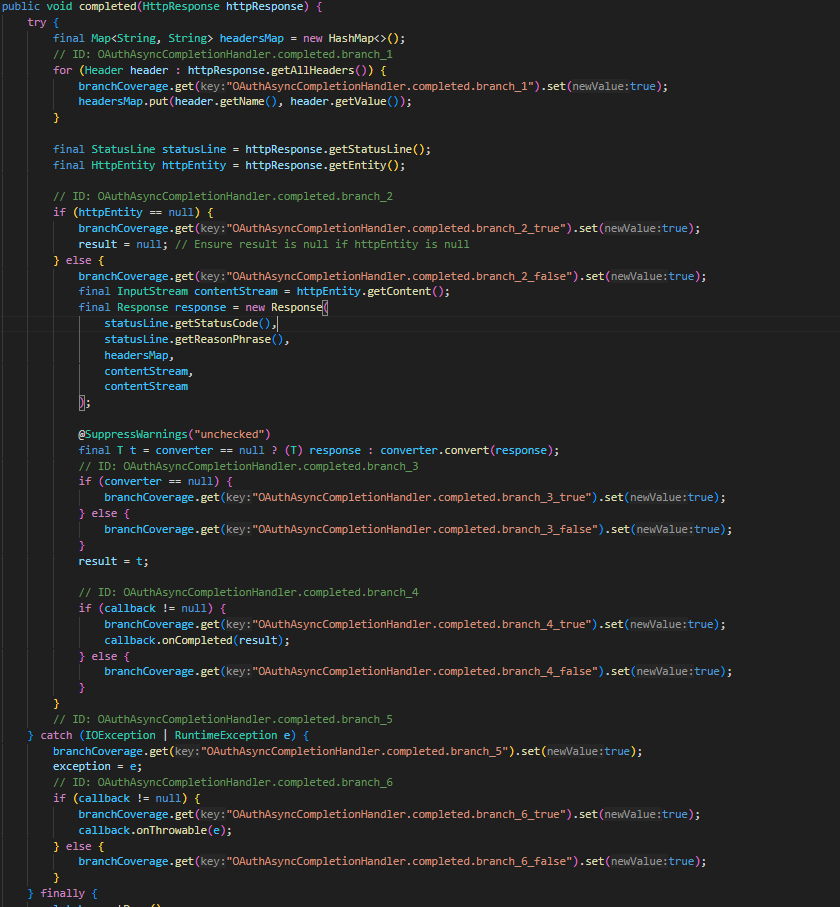 public void completed(HttpResponse httpResponse) {
try {
final Map<String, String> headersMap = new HashMap<>();
// ID: OAuthAsyncCompletionHandler.completed.branch_1
for (Header header : httpResponse.getAllHeaders()) {
branchCoverage.get(key:"OAuthAsyncCompletionHandler.completed.branch_1").set(newValue:true);
headersMap.put(header.getName(), header.getValue());
}
final StatusLine statusLine = httpResponse.getStatusLine();
final HttpEntity httpEntity = httpResponse.getEntity();
// ID: OAuthAsyncCompletionHandler.completed.branch_2
if (httpEntity == null) {
branchCoverage.get(key:"OAuthAsyncCompletionHandler.completed.branch_2_true").set(newValue:true);
result = null; // Ensure result is null if httpEntity is null
} else {
branchCoverage.get(key:"OAuthAsyncCompletionHandler.completed.branch_2_false").set(newValue:true);
final InputStream contentStream = httpEntity.getContent();
final Response response = new Response(
statusLine.getStatusCode(),
statusLine.getReasonPhrase(),
headersMap,
contentStream,
contentStream
);
@SuppressWarnings("unchecked")
final T t = converter == null ? (T) response : converter.convert(response);
// ID: OAuthAsyncCompletionHandler.completed.branch_3
if (converter == null) {
branchCoverage.get(key:"OAuthAsyncCompletionHandler.completed.branch_3_true").set(newValue:true);
} else {
branchCoverage.get(key:"OAuthAsyncCompletionHandler.completed.branch_3_false").set(newValue:true);
}
result = t;
// ID: OAuthAsyncCompletionHandler.completed.branch_4
if (callback != null) {
branchCoverage.get(key:"OAuthAsyncCompletionHandler.completed.branch_4_true").set(newValue:true);
callback.onCompleted(result);
} else {
branchCoverage.get(key:"OAuthAsyncCompletionHandler.completed.branch_4_false").set(newValue:true);
}
}
// ID: OAuthAsyncCompletionHandler.completed.branch_5
} catch (IOException | RuntimeException e) {
branchCoverage.get(key:"OAuthAsyncCompletionHandler.completed.branch_5").set(newValue:true);
exception = e;
// ID: OAuthAsyncCompletionHandler.completed.branch_6
if (callback != null) {
branchCoverage.get(key:"OAuthAsyncCompletionHandler.completed.branch_6_true").set(newValue:true);
callback.onThrowable(e);
} else {
branchCoverage.get(key:"OAuthAsyncCompletionHandler.completed.branch_6_false").set(newValue:true);
}
} finally {